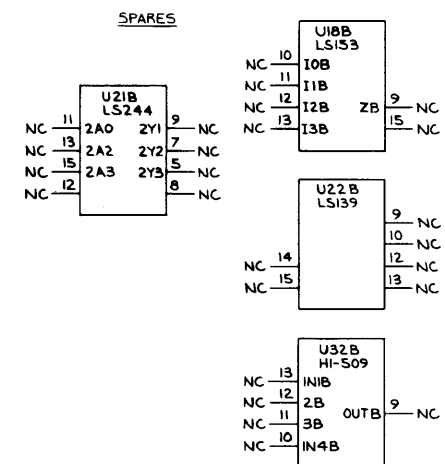 SPARES
U21B
LS244
NC 11 2A0 2Y1 9 NC
NC 13 2A2 2Y2 7 NC
NC 15 2A3 2Y3 5 NC
NC 12 8 NC
U18B
LS153
NC 10 I0B
NC 11 I1B
NC 12 I2B ZB 9 NC
NC 13 I3B 15 NC
U22B
LS139
9 NC
10 NC
NC 14 12 NC
NC 15 13 NC
U32B
HI-509
NC 13 IN1B
NC 12 2B
NC 11 3B OUTB 9 NC
NC 10 IN4B